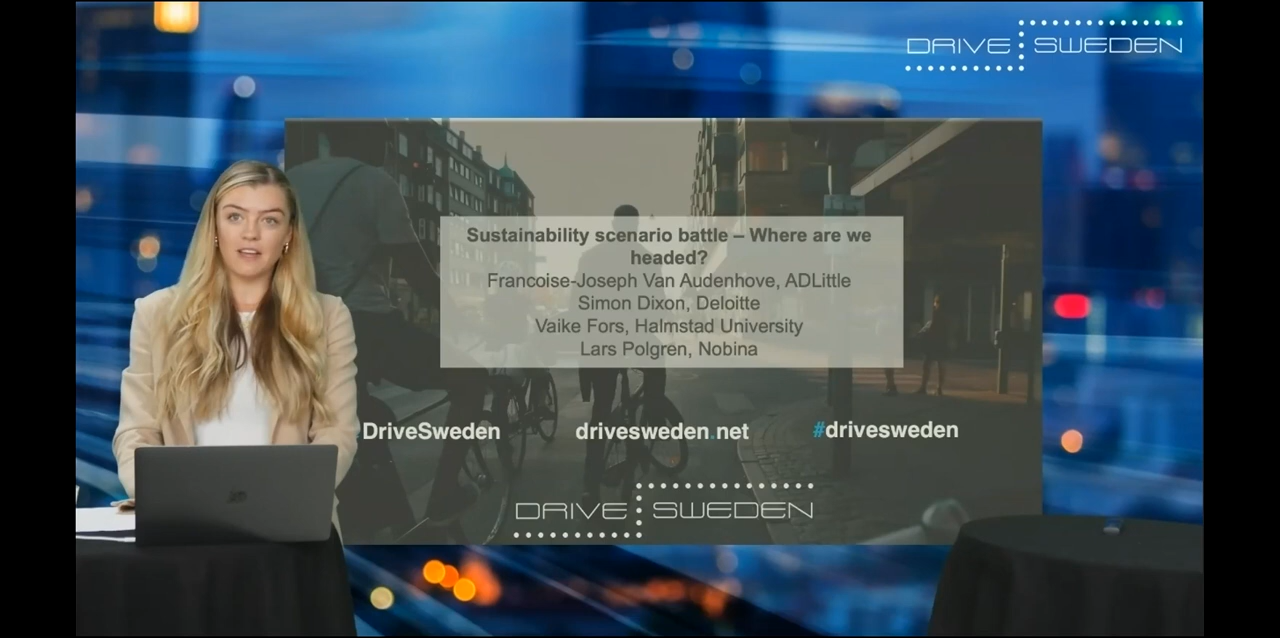 DRIVE SWEDEN
Sustainability scenario battle – Where are we
headed?
Francoise-Joseph Van Audenhove, ADLittle
Simon Dixon, Deloitte
Vaike Fors, Halmstad University
Lars Polgren, Nobina
DriveSweden drivesweden.net #drivesweden
DRIVE SWEDEN